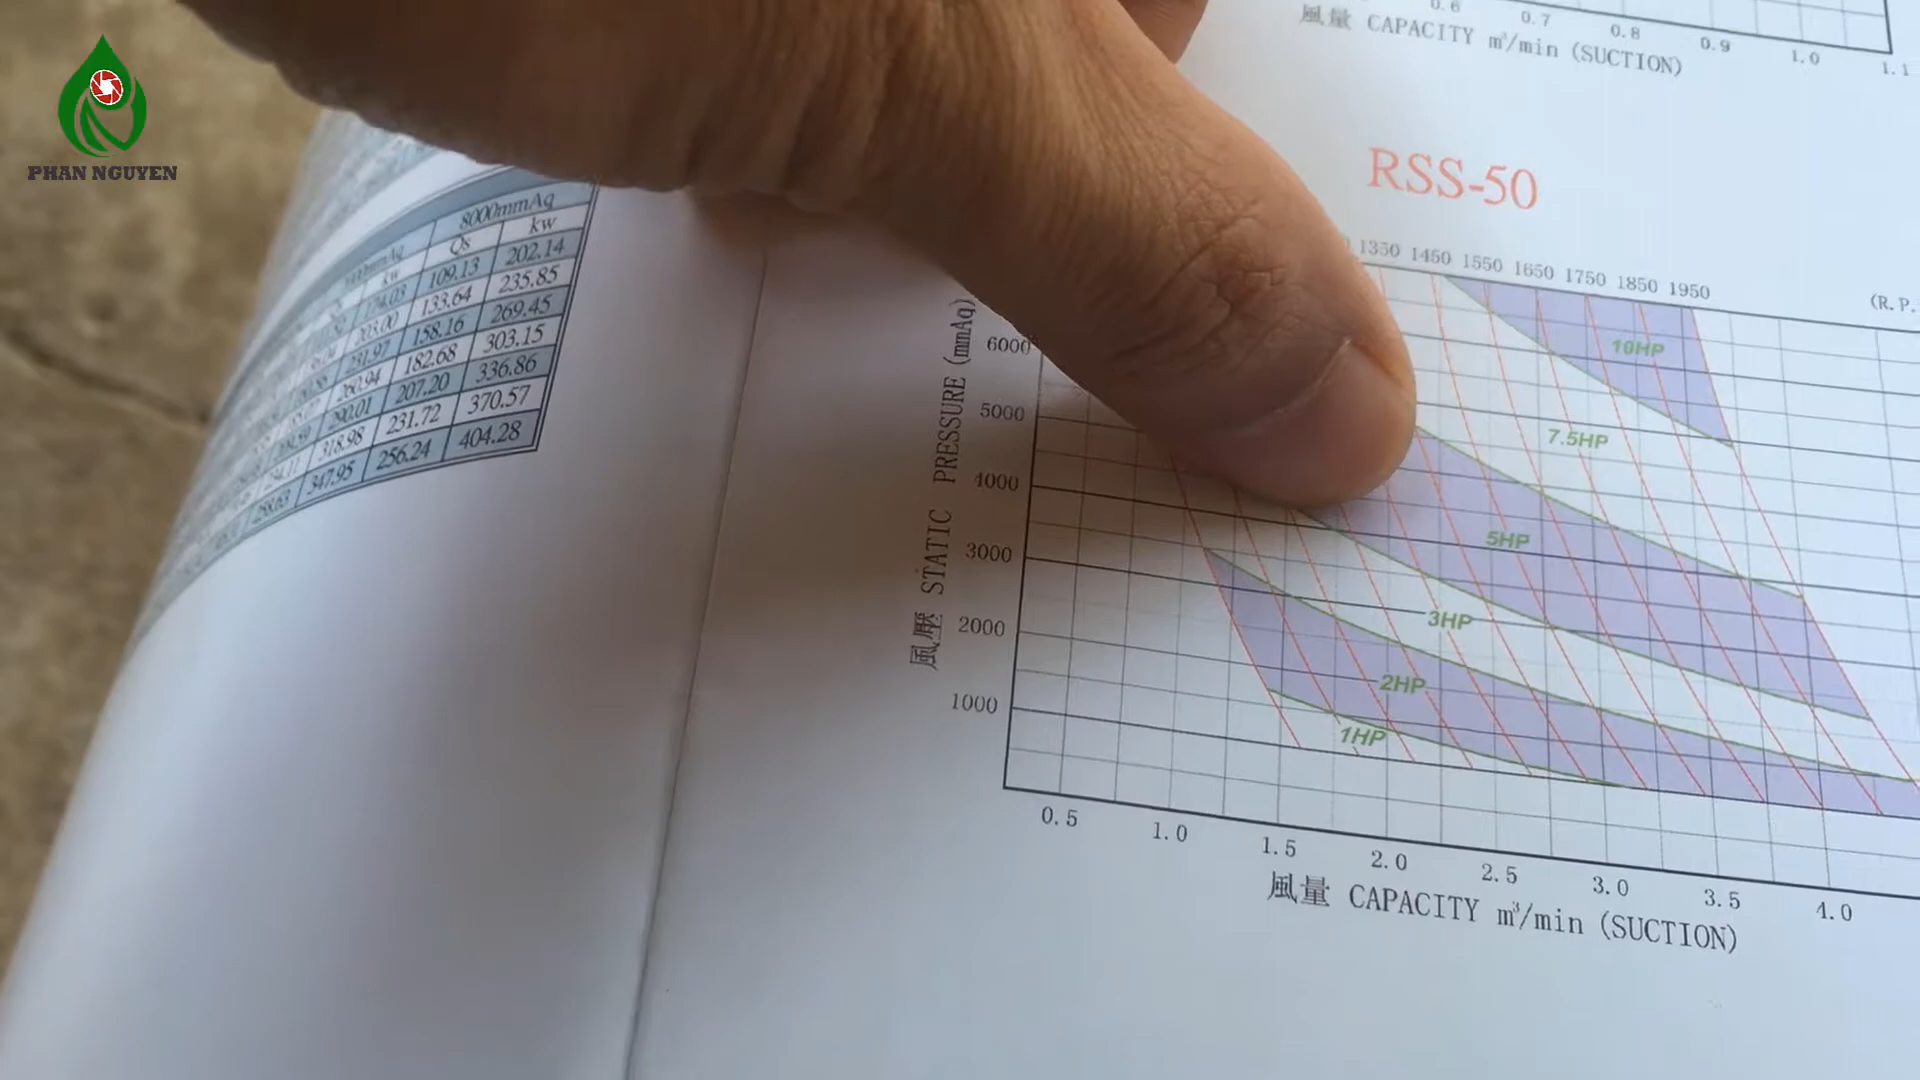 PHAN NGUYEN
0.6 0.7 0.8 0.9 1.0 1.1
風量 CAPACITY m³/min (SUCTION)
RSS-50
1350 1450 1550 1650 1750 1850 1950
(R.P.
風壓 STATIC PRESSURE (mmAq)
6000
5000
4000
3000
2000
1000
10HP
7.5HP
5HP
3HP
2HP
1HP
0.5 1.0 1.5 2.0 2.5 3.0 3.5 4.0
風量 CAPACITY m³/min (SUCTION)
8000mmAq
kw Qs kw
109.13 202.14
203.00 133.64 235.85
231.97 158.16 269.45
260.94 182.68 303.15
290.01 207.20 336.86
318.98 231.72 370.57
347.95 256.24 404.28